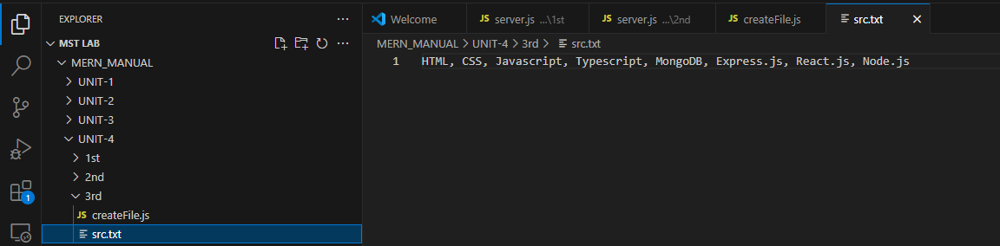 EXPLORER
MST LAB
MERN_MANUAL
UNIT-1
UNIT-2
UNIT-3
UNIT-4
1st
2nd
3rd
JS createFile.js
src.txt
1
Welcome
JS server.js ...\1st
JS server.js ...\2nd
JS createFile.js
src.txt
MERN_MANUAL > UNIT-4 > 3rd > src.txt
1 HTML, CSS, Javascript, Typescript, MongoDB, Express.js, React.js, Node.js